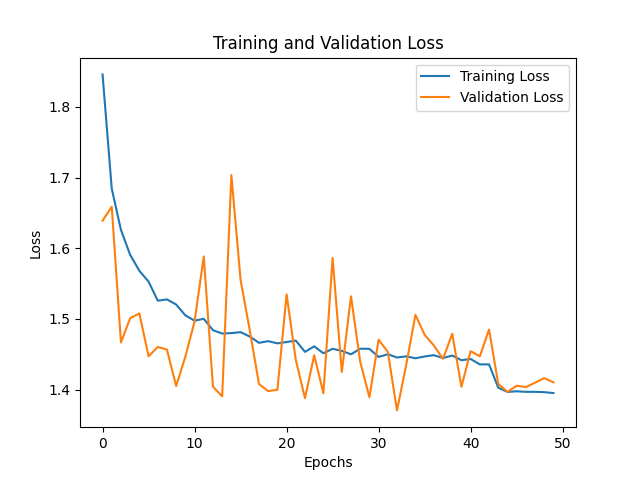 Training and Validation Loss
Training Loss
Validation Loss
Loss
1.8
1.7
1.6
1.5
1.4
0 10 20 30 40 50
Epochs